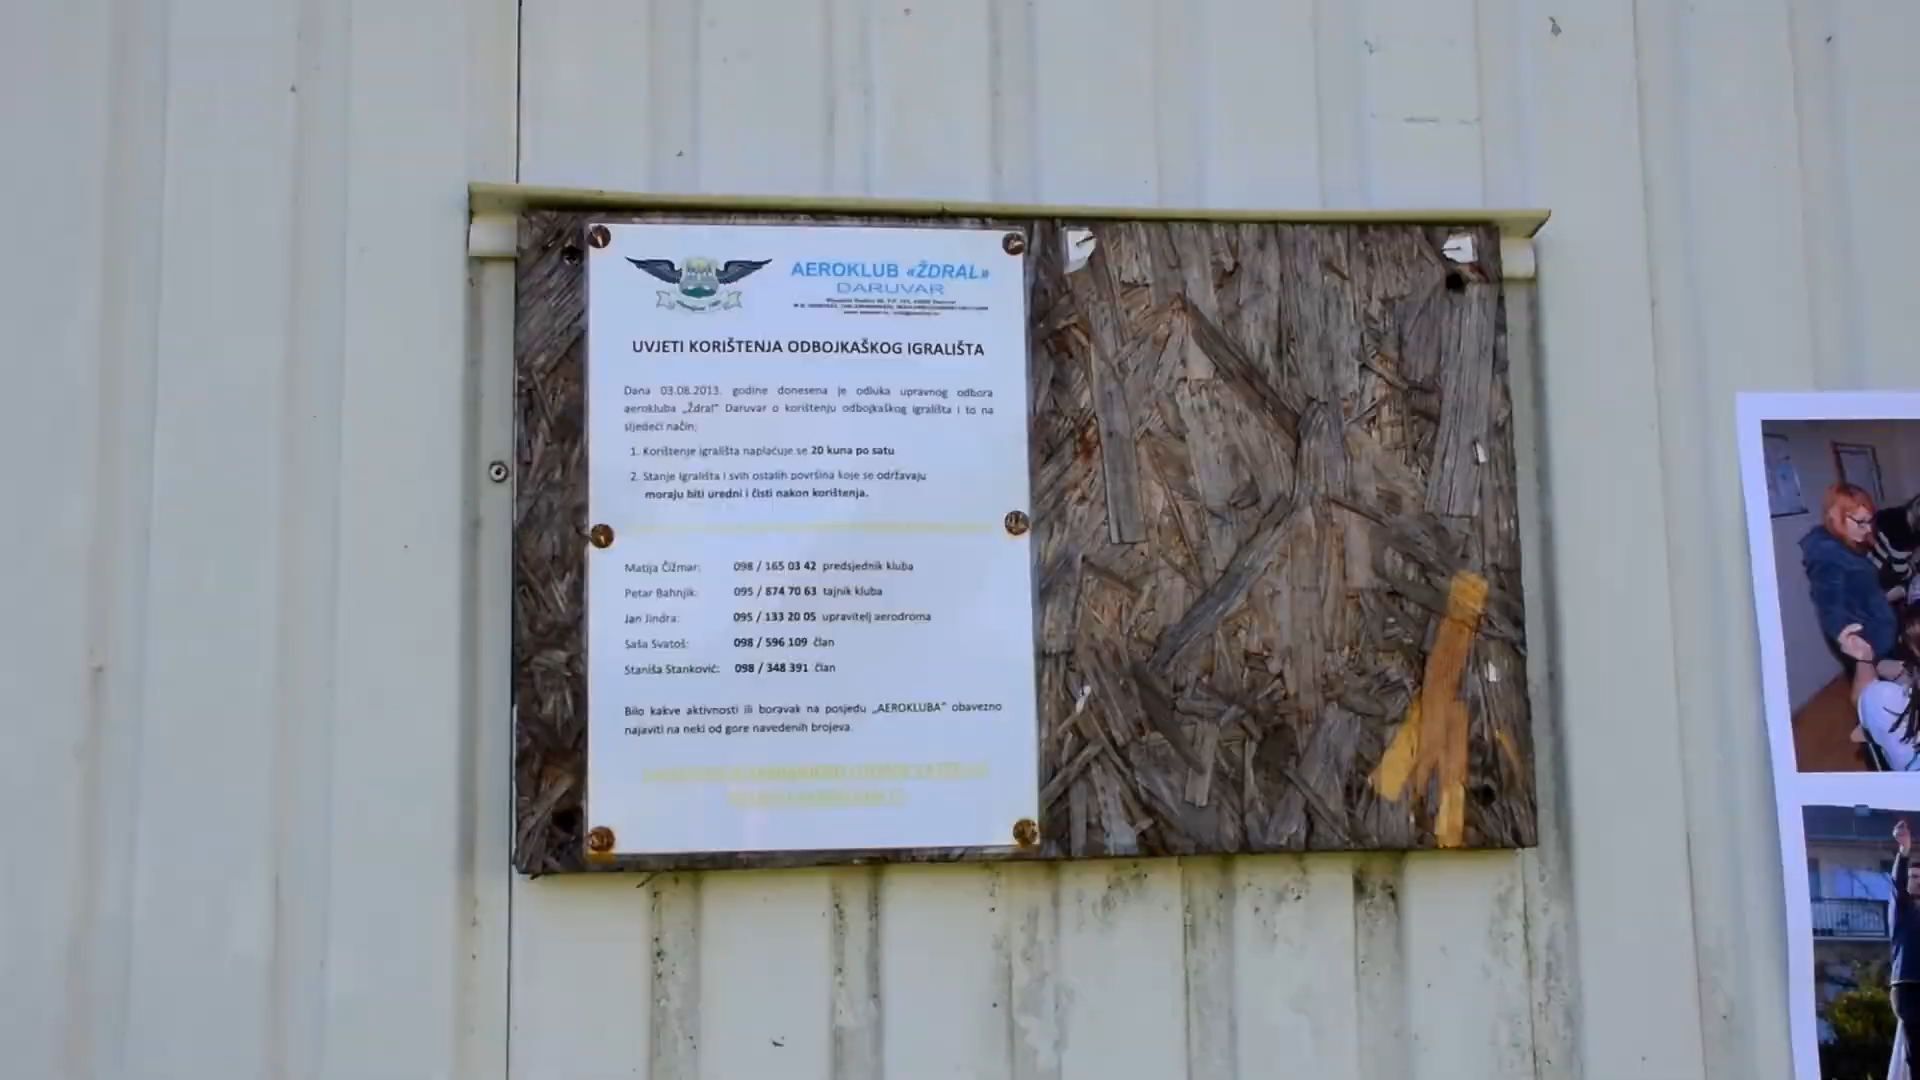 AEROKLUB «ŽDRAL»
DARUVAR
UVJETI KORIŠTENJA ODBOJKAŠKOG IGRALIŠTA
Dana 03.08.2013. godine donesena je odluka upravnog odbora
aerokluba „Ždral" Daruvar o korištenju odbojkaškog igrališta i to na
sljedeći način:
1. Korištenje igrališta naplaćuje se 20 kuna po satu
2. Stanje igrališta i svih ostalih površina koje se održavaju
moraju biti uredni i čisti nakon korištenja.
Matija Čižmar: 098 / 165 03 42 predsjednik kluba
Petar Bahnjik: 095 / 874 70 63 tajnik kluba
Jan Jindra: 095 / 133 20 05 upravitelj aerodroma
Saša Svatoš: 098 / 596 109 član
Staniša Stanković: 098 / 348 391 član
Bilo kakve aktivnosti ili boravak na posjedu „AEROKLUBA" obavezno
najaviti na neki od gore navedenih brojeva.